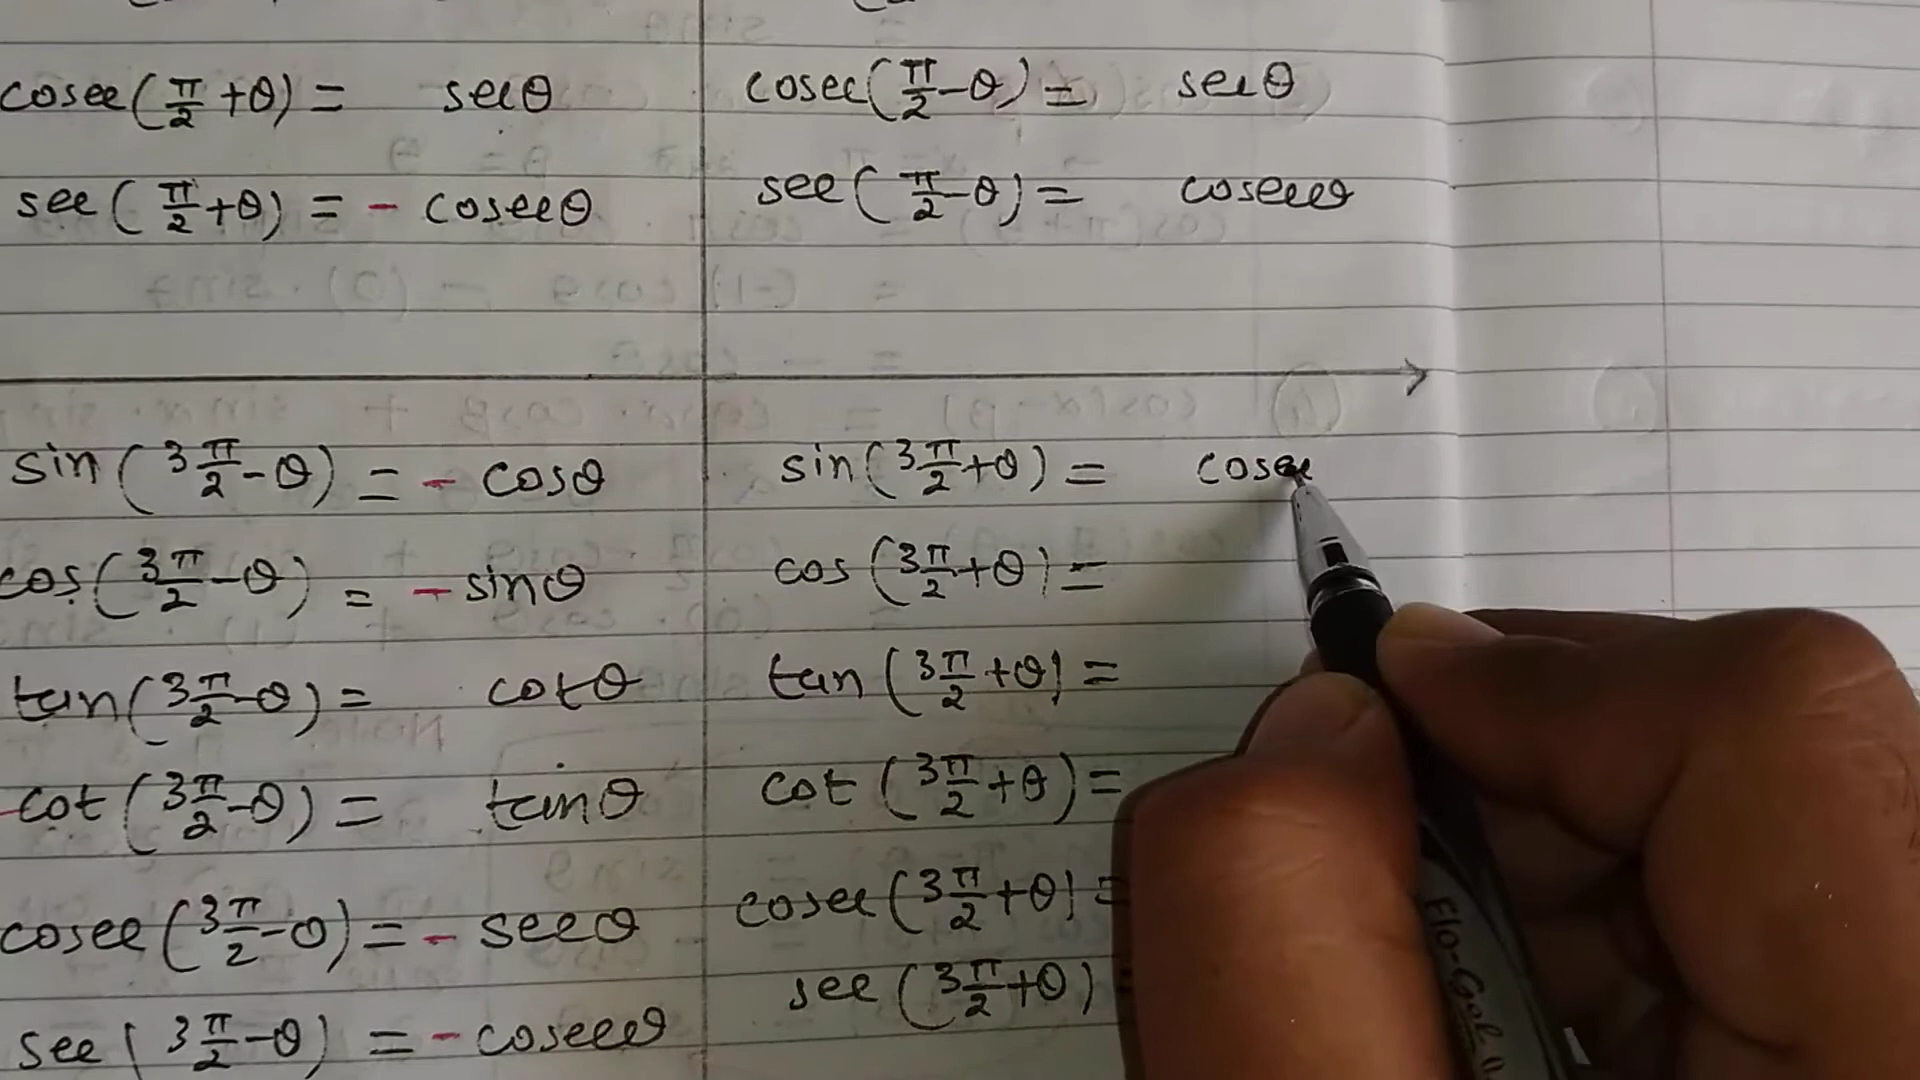 cosec(π/2 +θ) = secθ
sec(π/2 +θ) = - cosecθ
cosec(π/2 -θ) = secθ
sec(π/2 -θ) = cosecθ
sin(3π/2 -θ) = - cosθ
cos(3π/2 -θ) = - sinθ
tan(3π/2 -θ) = cotθ
cot(3π/2 -θ) = tanθ
cosec(3π/2 -θ) = - secθ
sec(3π/2 -θ) = - cosecθ
sin(3π/2 +θ) =
cos(3π/2 +θ) =
tan(3π/2 +θ) =
cot(3π/2 +θ) =
cosec(3π/2 +θ) =
sec(3π/2 +θ)
Flo-Gel